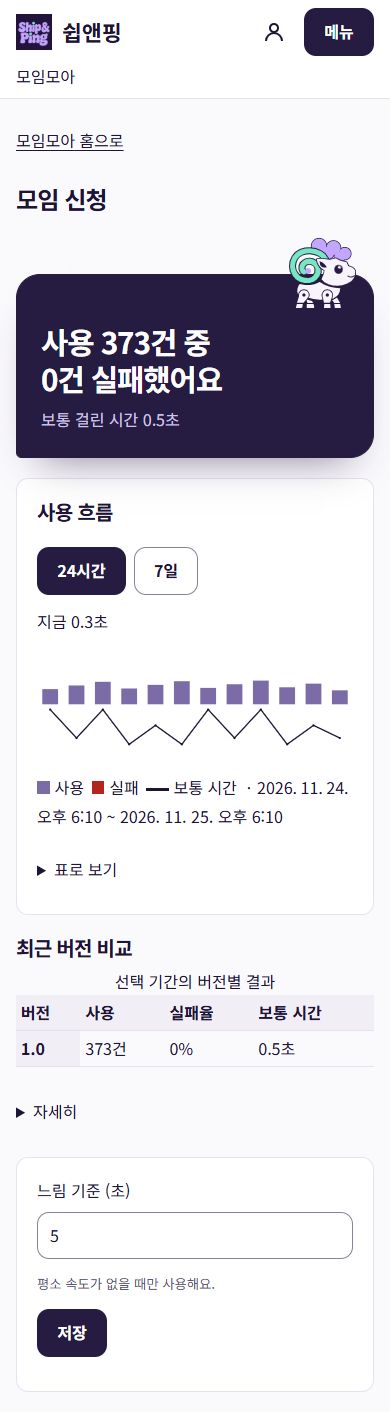 Ship&
Ping
쉽앤핑
메뉴
모임모아
모임모아 홈으로
모임 신청
사용 373건 중
0건 실패했어요
보통 걸린 시간 0.5초
사용 흐름
24시간
7일
지금 0.3초
사용 실패 보통 시간 · 2026. 11. 24.
오후 6:10 ~ 2026. 11. 25. 오후 6:10
▶ 표로 보기
최근 버전 비교
선택 기간의 버전별 결과
버전 사용 실패율 보통 시간
1.0 373건 0% 0.5초
▶ 자세히
느림 기준 (초)
5
평소 속도가 없을 때만 사용해요.
저장